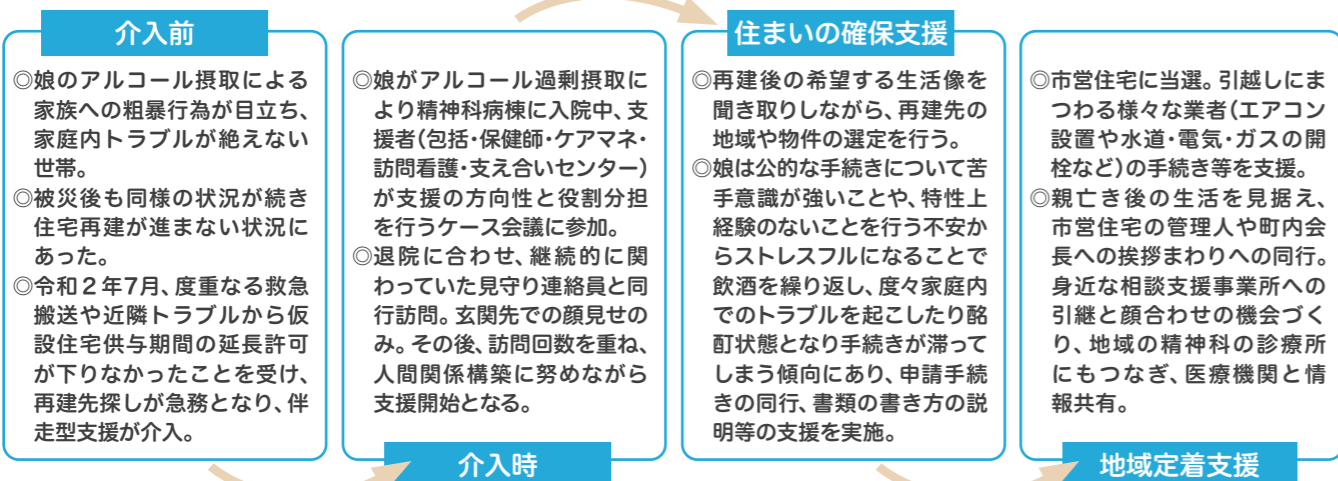 介入前
◎娘のアルコール摂取による
家族への粗暴行為が目立ち、
家庭内トラブルが絶えない
世帯。
◎被災後も同様の状況が続き
住宅再建が進まない状況に
あった。
◎令和2年7月、度重なる救急
搬送や近隣トラブルから仮
設住宅供与期間の延長許可
が下りなかったことを受け、
再建先探しが急務となり、伴
走型支援が介入。
◎娘がアルコール過剰摂取に
より精神科病棟に入院中、支
援者(包括・保健師・ケアマネ・
訪問看護・支え合いセンター)
が支援の方向性と役割分担
を行うケース会議に参加。
◎退院に合わせ、継続的に関
わっていた見守り連絡員と同
行訪問。玄関先での顔見せの
み。その後、訪問回数を重ね、
人間関係構築に努めながら
支援開始となる。
介入時
住まいの確保支援
◎再建後の希望する生活像を
聞き取りしながら、再建先の
地域や物件の選定を行う。
◎娘は公的な手続きについて苦
手意識が強いことや、特性上
経験のないことを行う不安か
らストレスフルになることで
飲酒を繰り返し、度々家庭内
でのトラブルを起こしたり酩
酊状態となり手続きが滞って
しまう傾向にあり、申請手続
きの同行、書類の書き方の説
明等の支援を実施。
◎市営住宅に当選。引越しにま
つわる様々な業者(エアコン
設置や水道・電気・ガスの開
栓など)の手続き等を支援。
◎親亡き後の生活を見据え、
市営住宅の管理人や町内会
長への挨拶まわりへの同行。
身近な相談支援事業所への
引継と顔合わせの機会づく
り、地域の精神科の診療所
にもつなぎ、医療機関と情
報共有。
地域定着支援